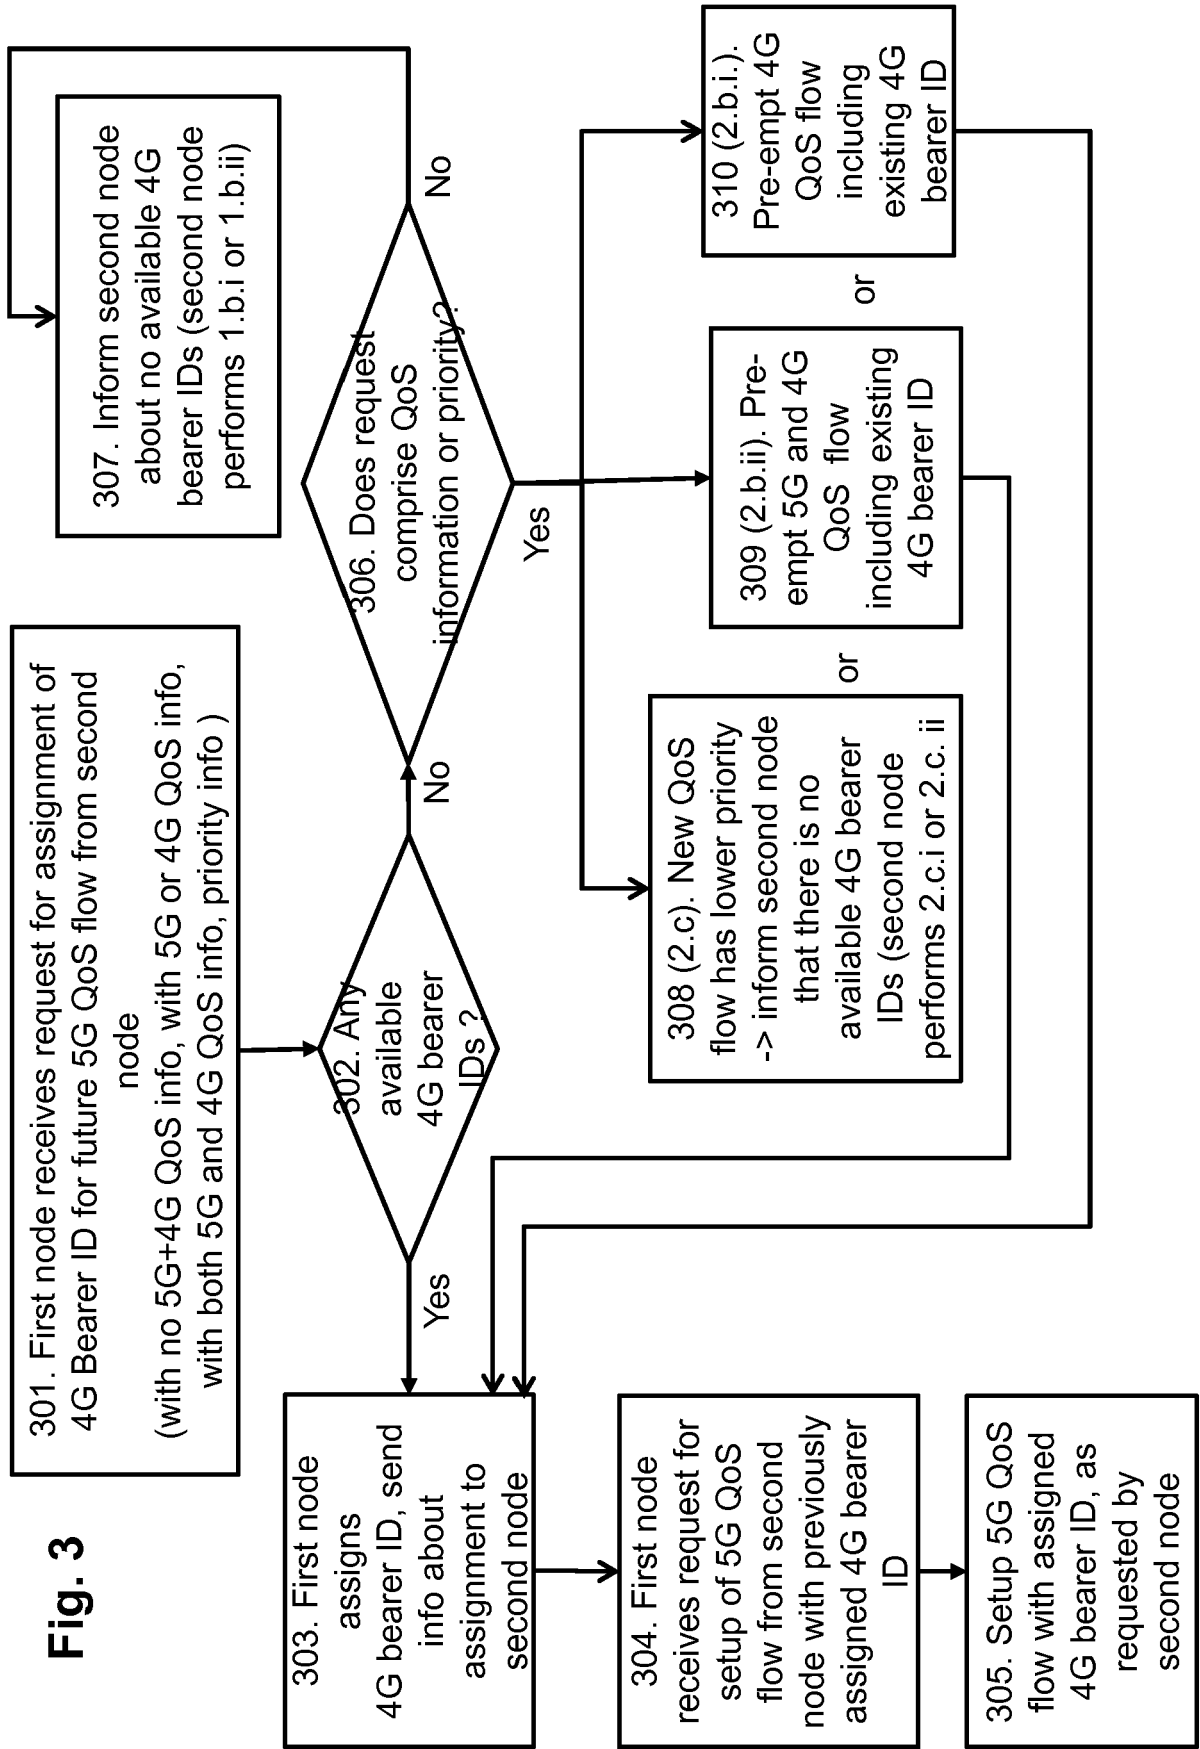 Fig. 3
301. First node receives request for assignment of
4G Bearer ID for future 5G QoS flow from second
node
(with no 5G+4G QoS info, with 5G or 4G QoS info,
with both 5G and 4G QoS info, priority info )
302. Any
available
4G bearer
IDs ?
Yes
No
303. First node
assigns
4G bearer ID, send
info about
assignment to
second node
304. First node
receives request for
setup of 5G QoS
flow from second
node with previously
assigned 4G bearer
ID
305. Setup 5G QoS
flow with assigned
4G bearer ID, as
requested by
second node
306. Does request
comprise QoS
information or priority?.
No
Yes
307. Inform second node
about no available 4G
bearer IDs (second node
performs 1.b.i or 1.b.ii)
308 (2.c). New QoS
flow has lower priority
-> inform second node
that there is no
available 4G bearer
IDs (second node
performs 2.c.i or 2.c. ii
or
309 (2.b.ii). Pre-
empt 5G and 4G
QoS flow
including existing
4G bearer ID
or
310 (2.b.i.).
Pre-empt 4G
QoS flow
including
existing 4G
bearer ID